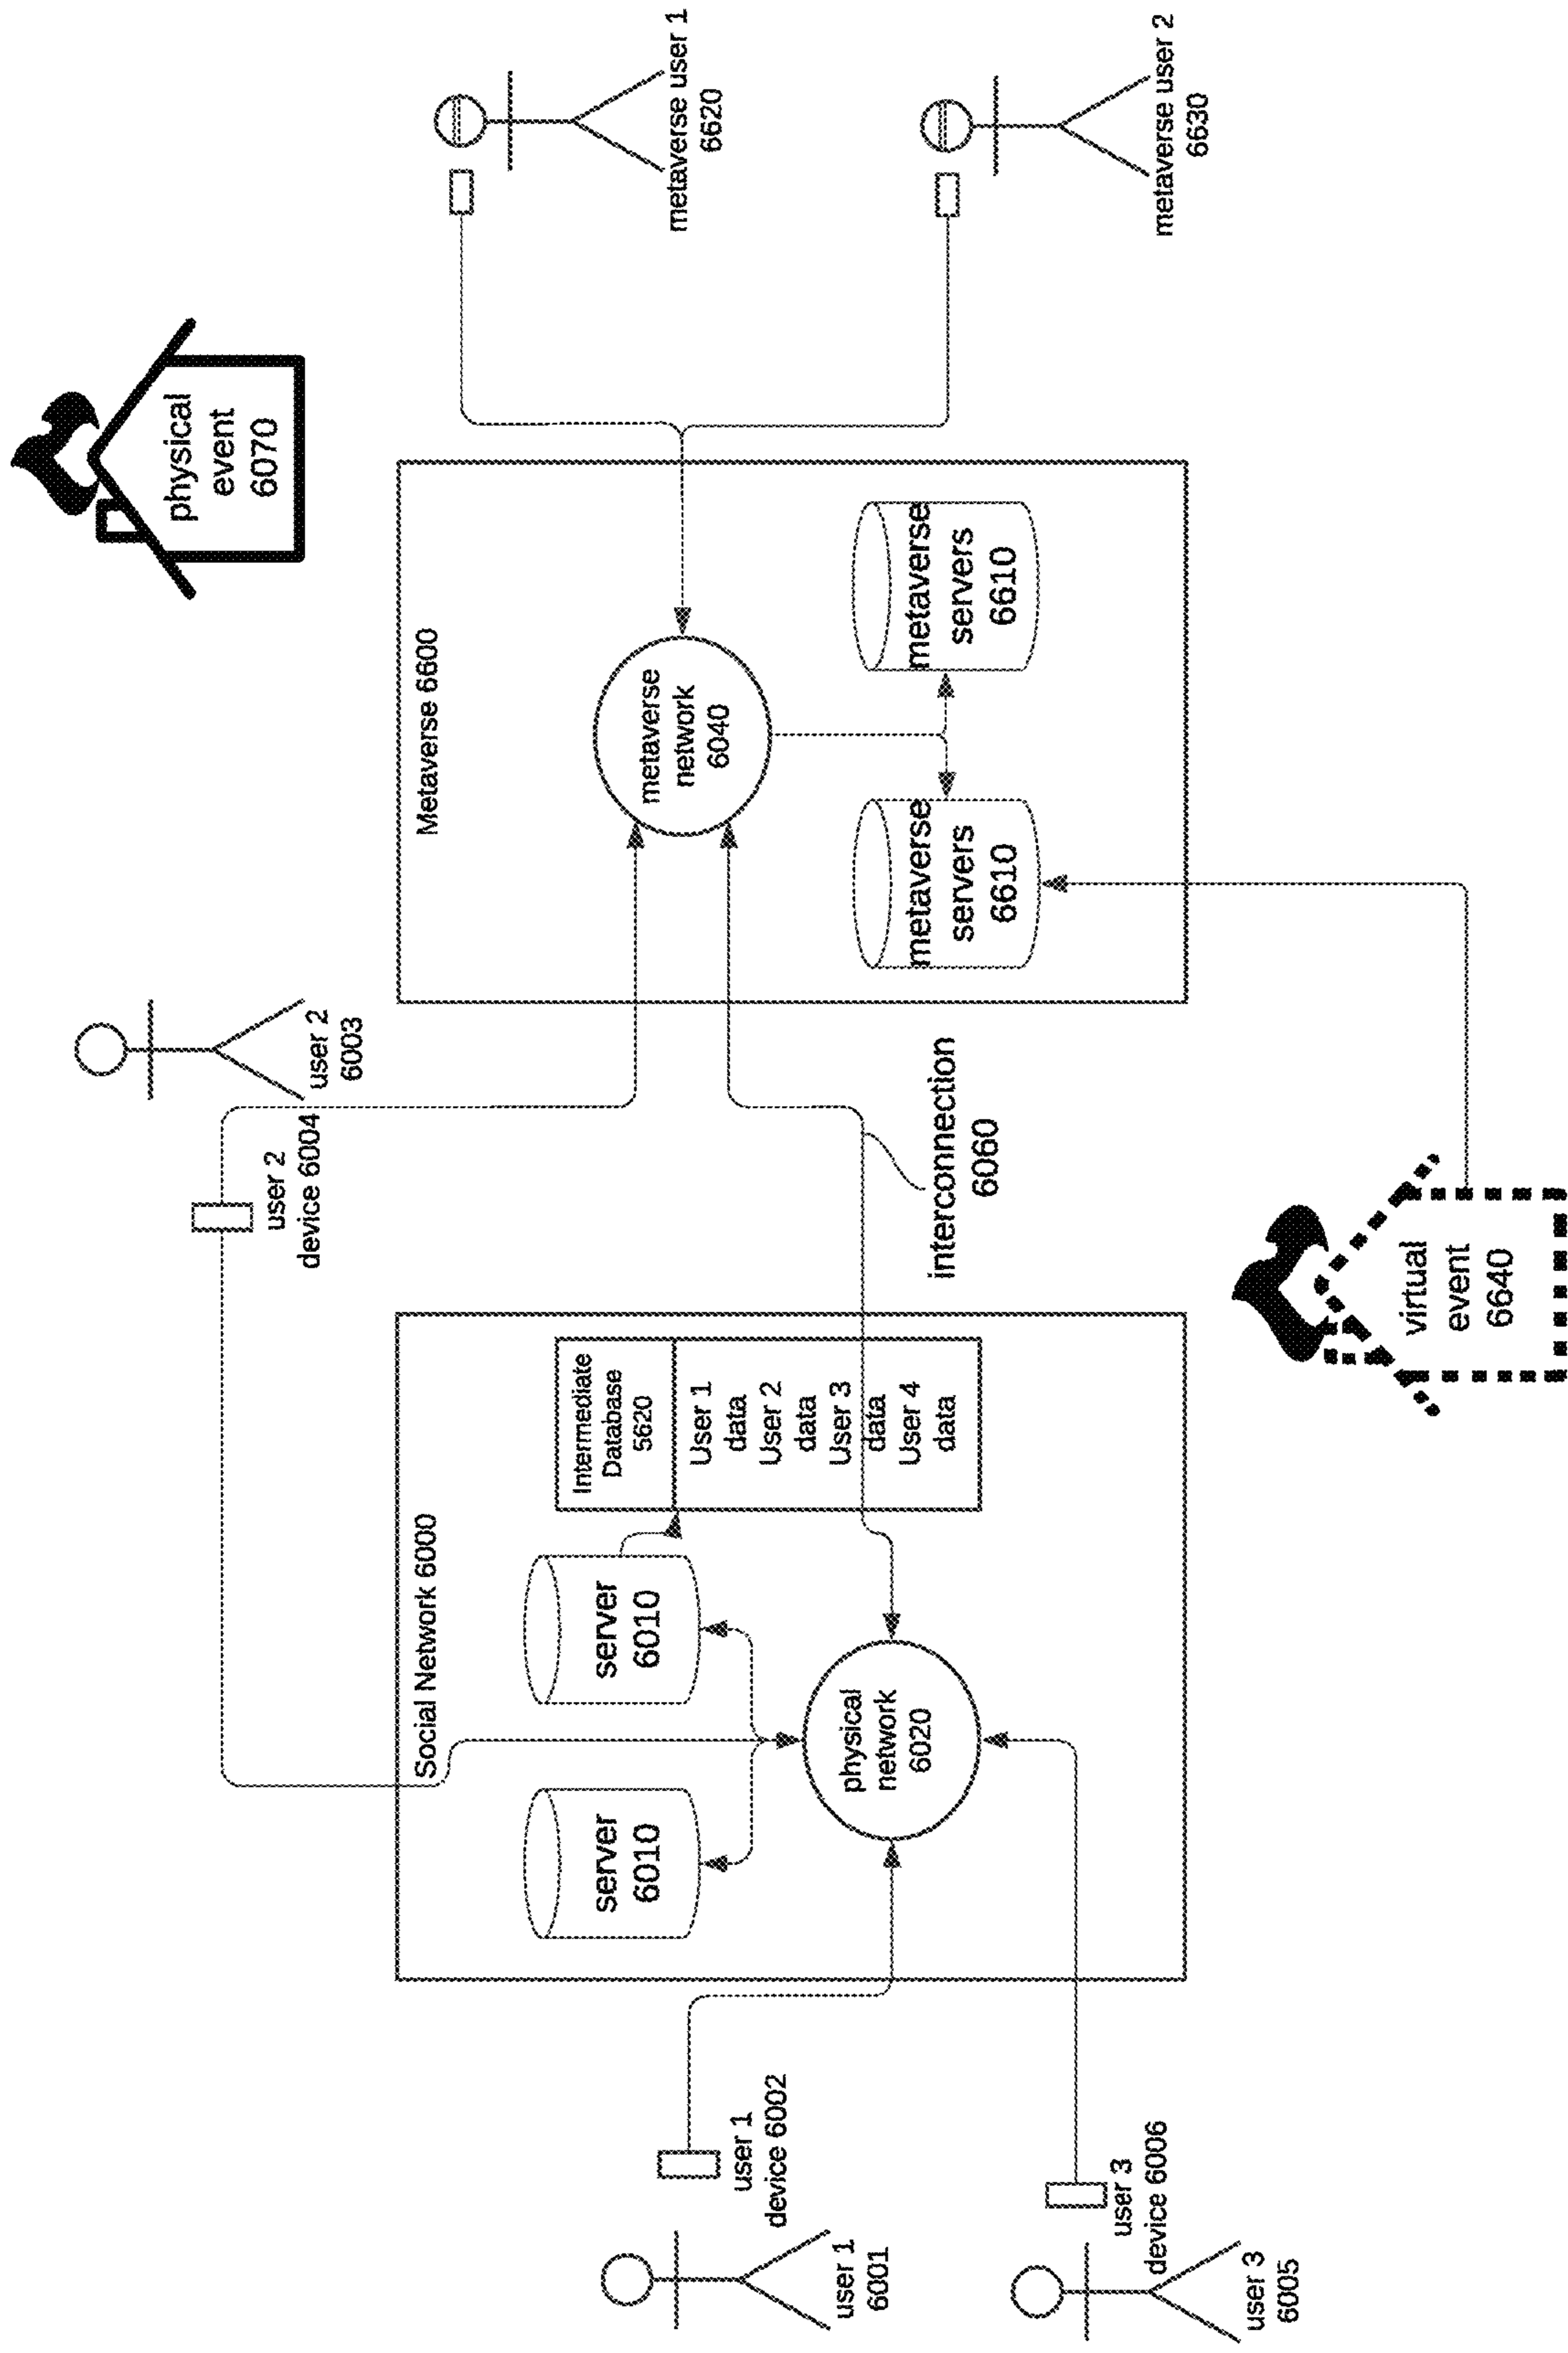 physical
event
6070
user 2
6003
user 2
device 6004
Social Network 6000
Metaverse 6600
metaverse user 1
6620
server
6010
server
6010
Intermediate
Database
5620
User 1
data
User 2
data
User 3
data
User 4
data
metaverse
network
6040
user 1
device 6002
user 1
6001
physical
network
6020
interconnection
6060
metaverse
servers
6610
metaverse
servers
6610
metaverse user 2
6630
user 3
device 6006
user 3
6005
virtual
event
6640